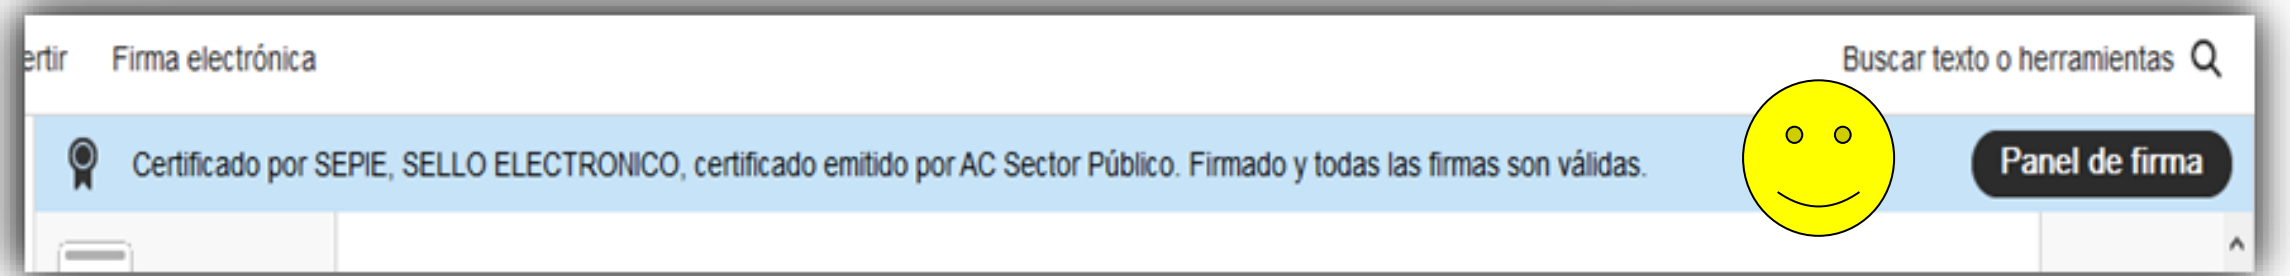 ertir Firma electrónica Buscar texto o herramientas
Certificado por SEPIE, SELLO ELECTRONICO, certificado emitido por AC Sector Público. Firmado y todas las firmas son válidas. Panel de firma